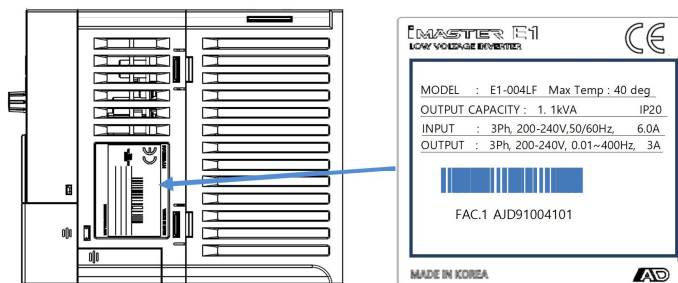 iMASTER E1
LOW VOLTAGE INVERTER
CE
MODEL : E1-004LF Max Temp : 40 deg
OUTPUT CAPACITY : 1. 1kVA IP20
INPUT : 3Ph, 200-240V,50/60Hz, 6.0A
OUTPUT : 3Ph, 200-240V, 0.01~400Hz, 3A
FAC.1 AJD91004101
MADE IN KOREA
AD